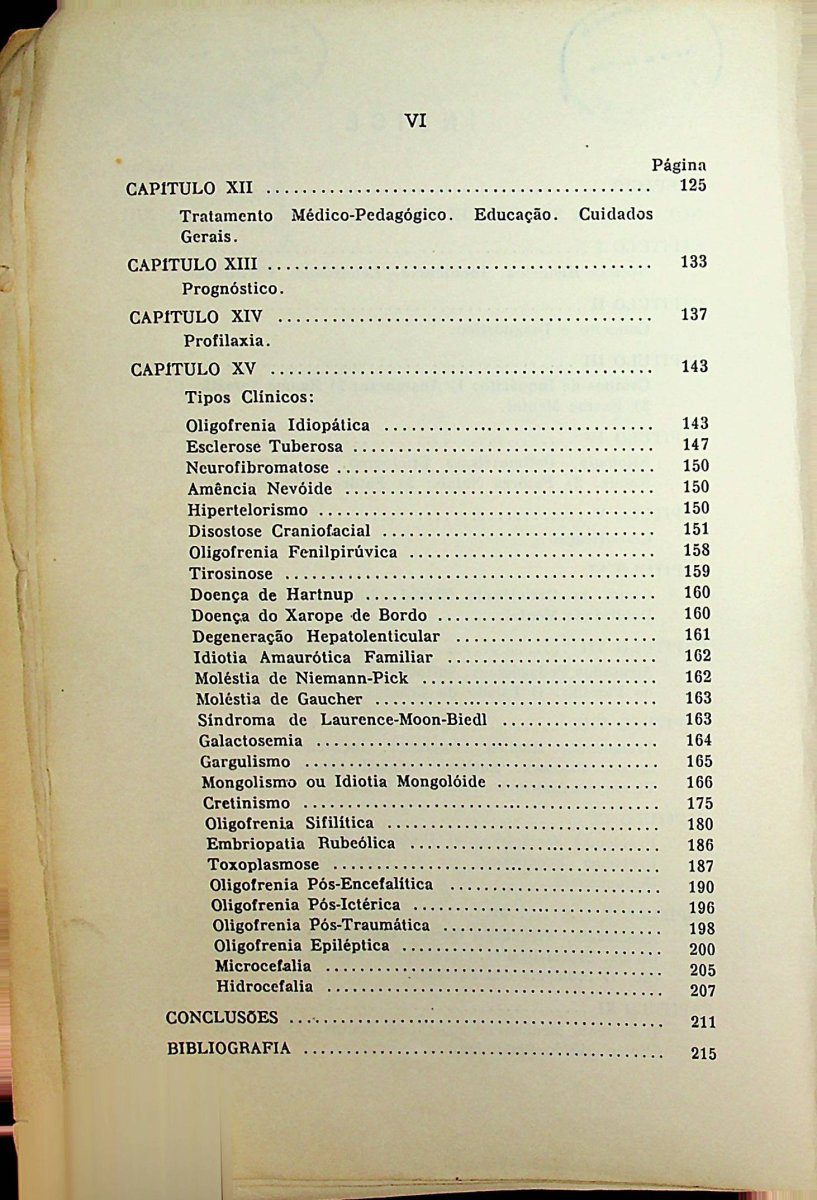 VI
Página
CAPÍTULO XII ........................................... 125
Tratamento Médico-Pedagógico. Educação. Cuidados
Gerais.
CAPÍTULO XIII ........................................... 133
Prognóstico.
CAPÍTULO XIV .......................................... 137
Profilaxia.
CAPÍTULO XV ........................................... 143
Tipos Clínicos:
Oligofrenia Idiopática .............................. 143
Esclerose Tuberosa .................................. 147
Neurofibromatose .................................... 150
Amência Nevóide ................................... 150
Hipertelorismo ...................................... 150
Disostose Craniofacial ............................... 151
Oligofrenia Fenilpirúvica ............................ 158
Tirosinose .......................................... 159
Doença de Hartnup ................................. 160
Doença do Xarope de Bordo ......................... 160
Degeneração Hepatolenticular ....................... 161
Idiotia Amaurótica Familiar ........................ 162
Moléstia de Niemann-Pick ........................... 162
Moléstia de Gaucher ................................ 163
Síndroma de Laurence-Moon-Biedl .................. 163
Galactosemia ....................................... 164
Gargulismo ........................................ 165
Mongolismo ou Idiotia Mongolóide .................. 166
Cretinismo ......................................... 175
Oligofrenia Sifilítica ............................... 180
Embriopatia Rubeólica ............................. 186
Toxoplasmose ...................................... 187
Oligofrenia Pós-Encefalítica ........................ 190
Oligofrenia Pós-Ictérica ............................ 196
Oligofrenia Pós-Traumática ......................... 198
Oligofrenia Epiléptica .............................. 200
Microcefalia ....................................... 205
Hidrocefalia ....................................... 207
CONCLUSÕES .......................................... 211
BIBLIOGRAFIA ......................................... 215